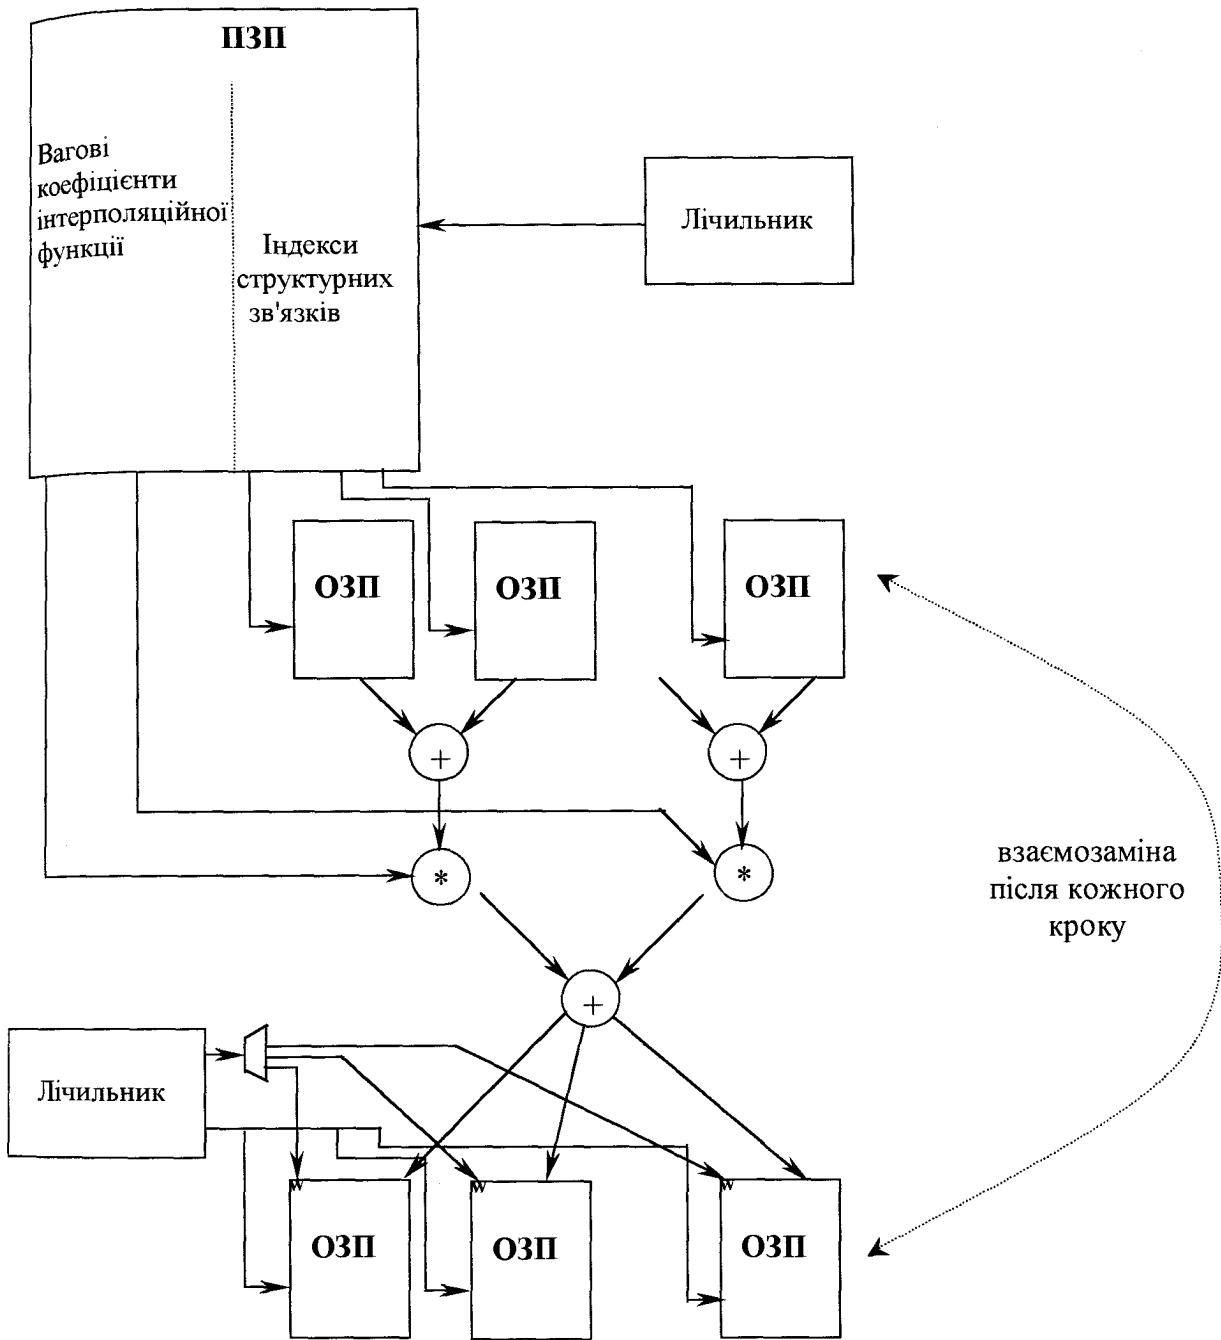 ПЗП
Вагові
коефіцієнти
інтерполяційної
функції
Індекси
структурних
зв'язків
Лічильник
ОЗП
ОЗП
ОЗП
+
+
*
*
взаємозаміна
після кожного
кроку
+
Лічильник
w
w
w
ОЗП
ОЗП
ОЗП